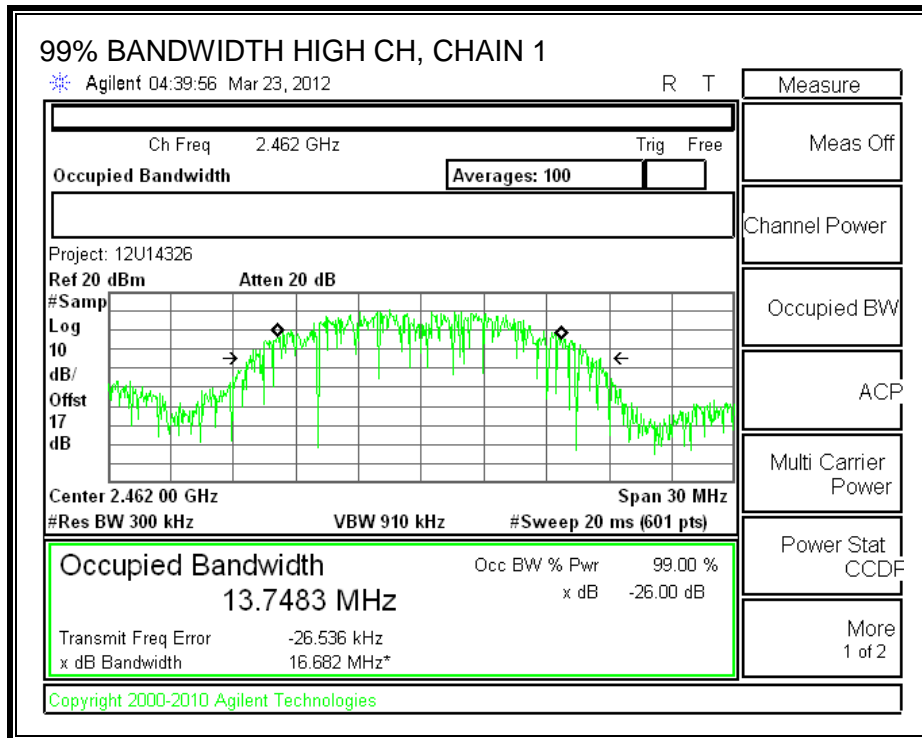 99% BANDWIDTH HIGH CH, CHAIN 1
Agilent 04:39:56 Mar 23, 2012 R T
Measure
Ch Freq 2.462 GHz Trig Free
Meas Off
Occupied Bandwidth Averages: 100
Channel Power
Project: 12U14326
Ref 20 dBm Atten 20 dB
#Samp
Log
10
dB/
Offst
17
dB
Occupied BW
ACP
Center 2.462 00 GHz Span 30 MHz
#Res BW 300 kHz VBW 910 kHz #Sweep 20 ms (601 pts)
Multi Carrier
Power
Occupied Bandwidth Occ BW % Pwr 99.00 %
13.7483 MHz x dB -26.00 dB
Power Stat
CCDF
Transmit Freq Error -26.536 kHz
x dB Bandwidth 16.682 MHz*
More
1 of 2
Copyright 2000-2010 Agilent Technologies